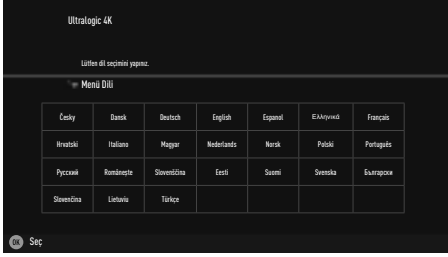 Ultralogic 4K
Lütfen dil seçimini yapınız.
Menü Dili
Česky Dansk Deutsch English Espanol Ελληνικά Français
Hrvatski Italiano Magyar Nederlands Norsk Polski Português
Русский Româneşte Slovenščina Eesti Suomi Svenska Български
Slovenčina Lietuviu Türkçe
OK Seç